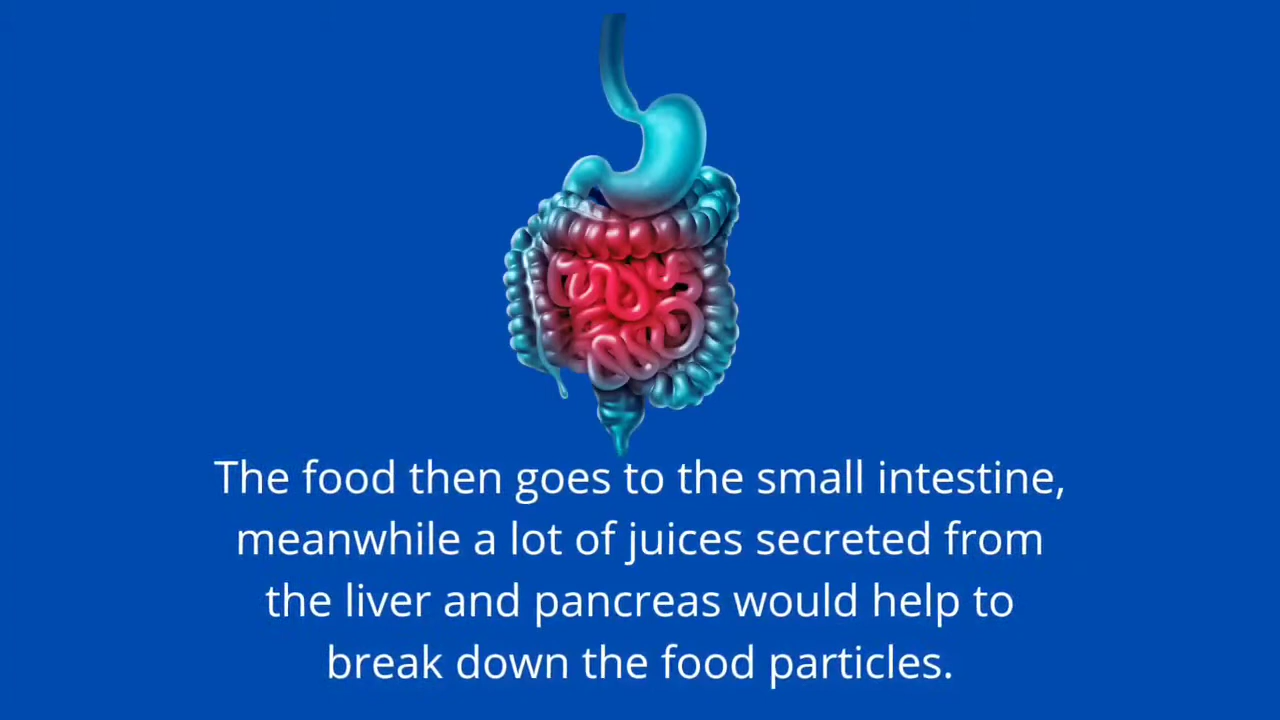 The food then goes to the small intestine,
meanwhile a lot of juices secreted from
the liver and pancreas would help to
break down the food particles.